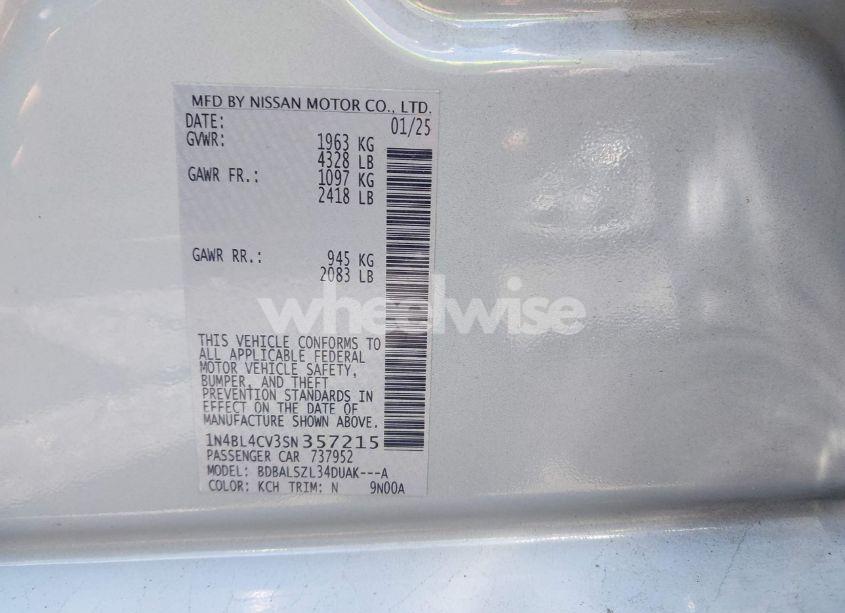 MFD BY NISSAN MOTOR CO., LTD.
DATE: 01/25
GVWR: 1963 KG
4328 LB
GAWR FR.: 1097 KG
2418 LB
GAWR RR.: 945 KG
2083 LB
wheelwise
THIS VEHICLE CONFORMS TO
ALL APPLICABLE FEDERAL
MOTOR VEHICLE SAFETY,
BUMPER, AND THEFT
PREVENTION STANDARDS IN
EFFECT ON THE DATE OF
MANUFACTURE SHOWN ABOVE.
1N4BL4CV3SN357215
PASSENGER CAR 737952
MODEL: BDBALSZL34DUAK---A
COLOR: KCH TRIM: N 9N00A